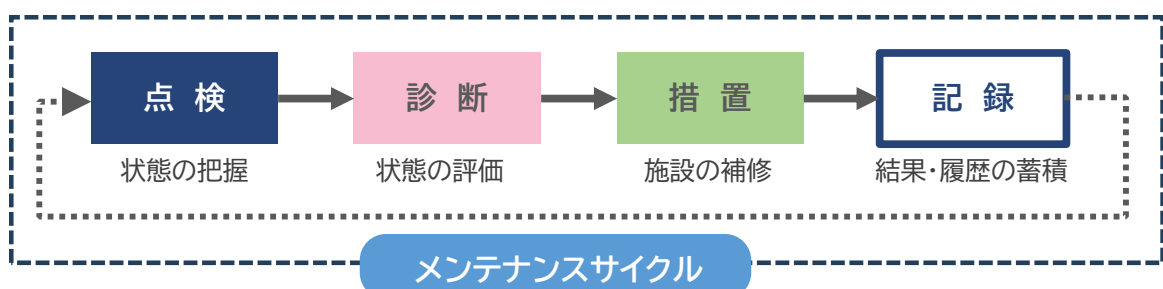 点検
診断
措置
記録
状態の把握
状態の評価
施設の補修
結果・履歴の蓄積
メンテナンスサイクル